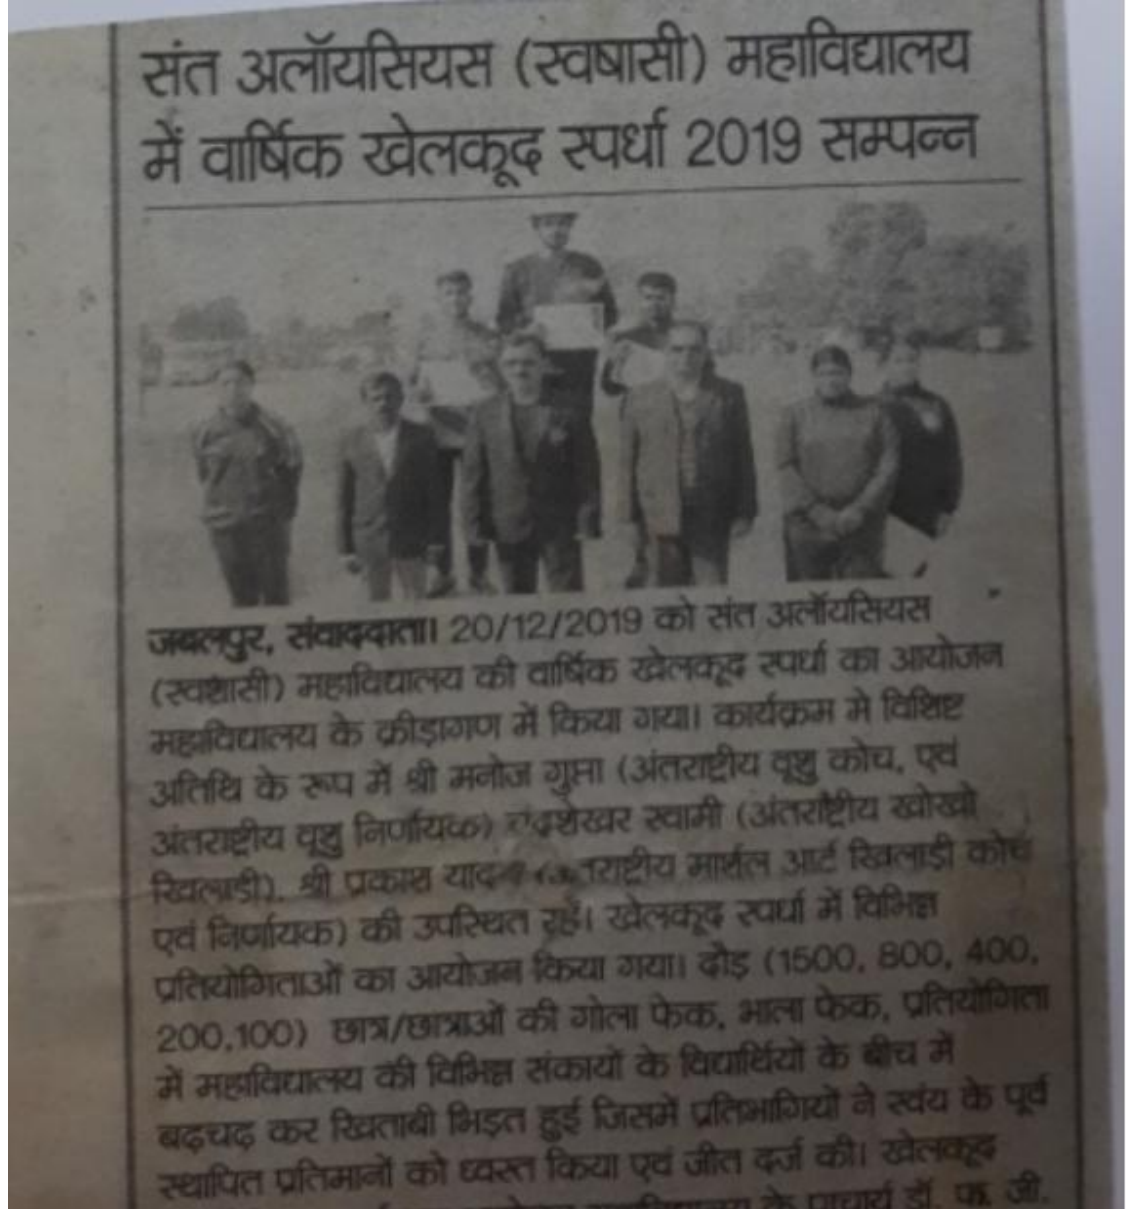 संत अलॉयसियस (स्वषासी) महाविद्यालय
में वार्षिक खेलकूद स्पर्धा 2019 सम्पन्न
जबलपुर, संवाददाता। 20/12/2019 को संत अलॉयसियस
(स्वशासी) महाविद्यालय की वार्षिक खेलकूद स्पर्धा का आयोजन
महाविद्यालय के क्रीड़ागण में किया गया। कार्यक्रम मे विशिष्ट
अतिथि के रूप में श्री मनोज गुप्ता (अंतराष्ट्रीय वूशु कोच, एवं
अंतराष्ट्रीय वूशु निर्णायक) चंद्रशेखर स्वामी (अंतर्राष्ट्रीय खोखो
खिलाडी). श्री प्रकाश यादव मार्शल आर्ट खिलाड़ी कोच
एवं निर्णायक) की उपस्थित रहें। खेलकूद स्पर्धा में विभिन्न
प्रतियोगिताओं का आयोजन किया गया। दौड़ (1500, 800, 400,
200,100) छात्र/छात्राओं की गोला फेक, भाला फेक, प्रतियोगिता
में महाविद्यालय की विभिन्न संकायों के विद्यार्थियों के बीच में
बढ़चढ़ कर खिताबी भिड़त हुई जिसमें प्रतिभागियों ने स्वंय के पूर्व
स्थापित प्रतिमानों को ध्वस्त किया एवं जीत दर्ज की। खेलकूद
के प्राचार्य डॉ. फा. जी.